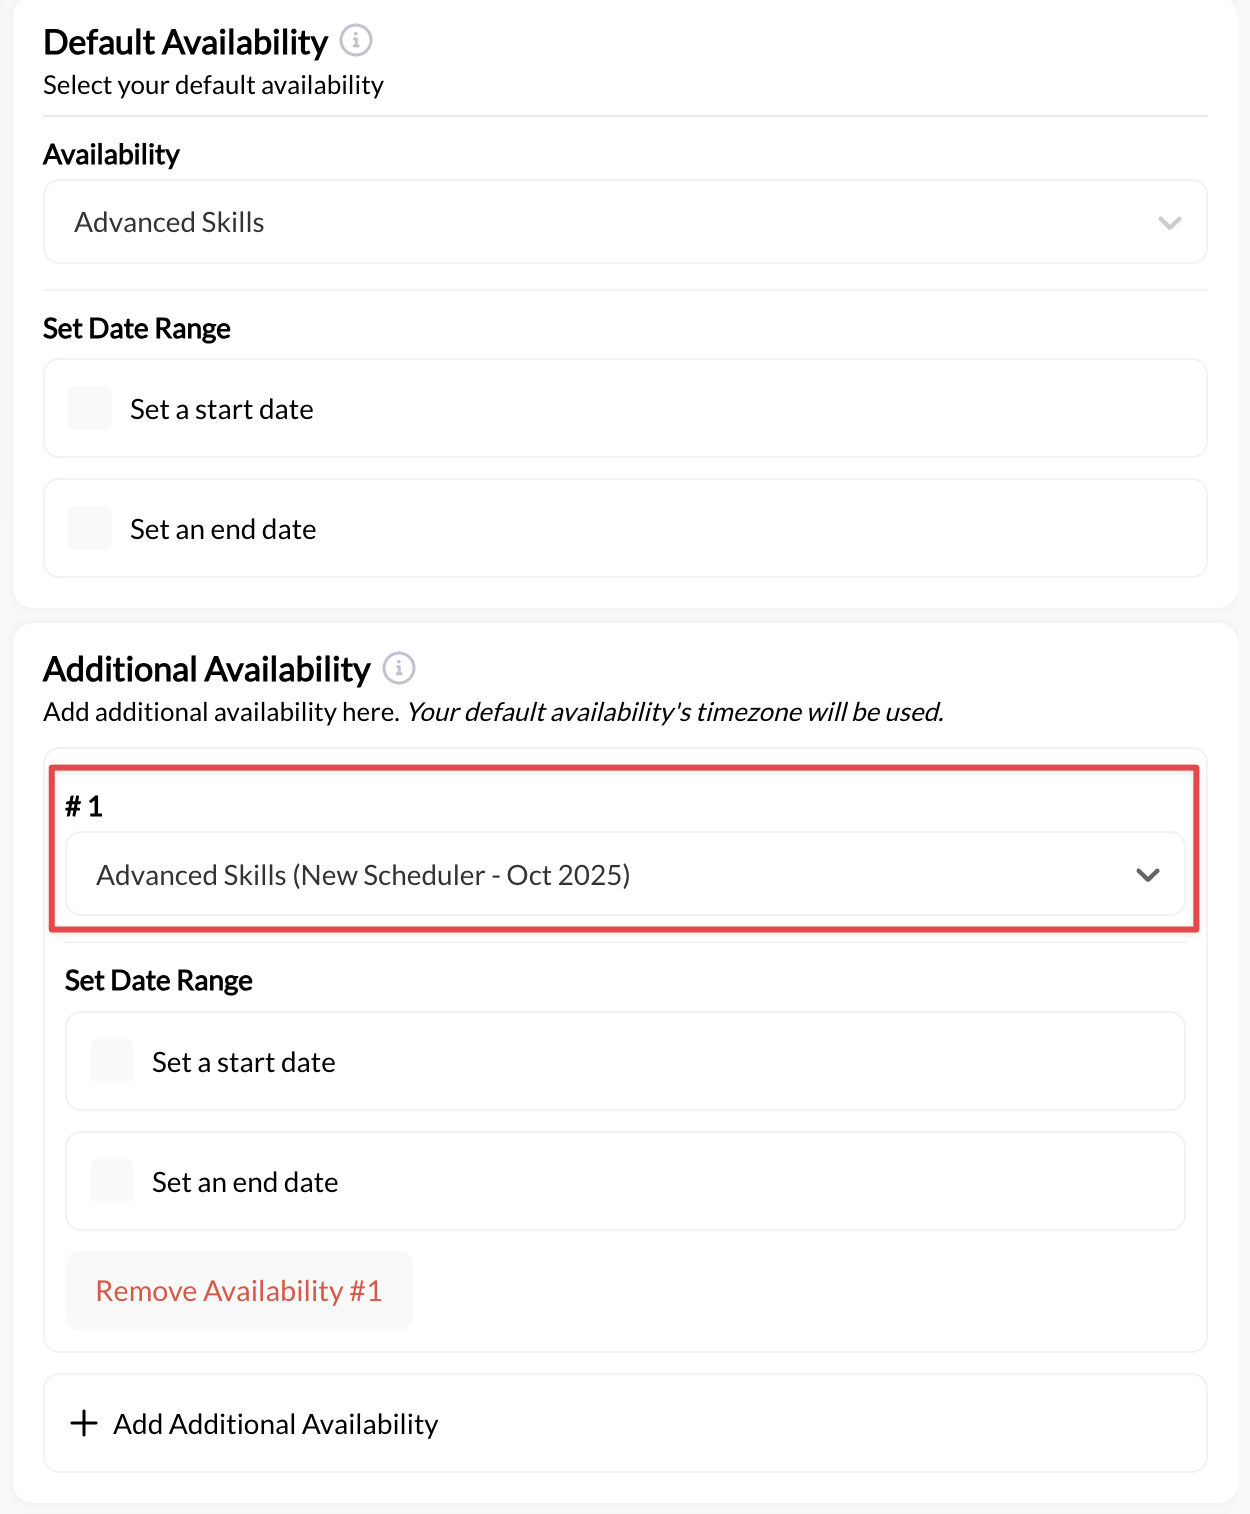 Default Availability
Select your default availability
Availability
Advanced Skills
Set Date Range
Set a start date
Set an end date
Additional Availability
Add additional availability here. Your default availability's timezone will be used.
# 1
Advanced Skills (New Scheduler - Oct 2025)
Set Date Range
Set a start date
Set an end date
Remove Availability #1
Add Additional Availability